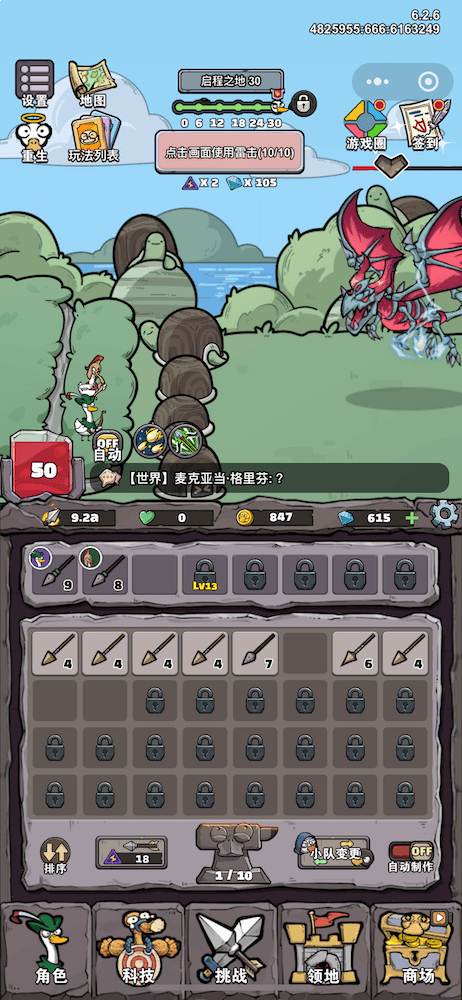 6.2.6
4825955:666:6163249
启程之地 30
设置
地图
0 6 12 18 24 30
重生
玩法列表
点击画面使用雷击(10/10)
游戏圈
签到
X 2
X 105
OFF
自动
50
【世界】麦克亚当·格里芬: ?
9.2a
0
847
615
9
8
Lv13
4
4
4
4
7
6
4
排序
18
1 / 10
小队变更
OFF
自动制作
角色
科技
挑战
领地
商场